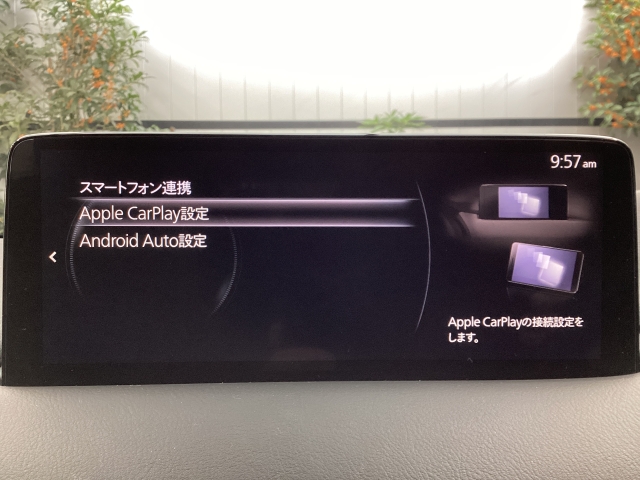 9:57 am
スマートフォン連携
Apple CarPlay設定
Android Auto設定
Apple CarPlayの接続設定を
します。